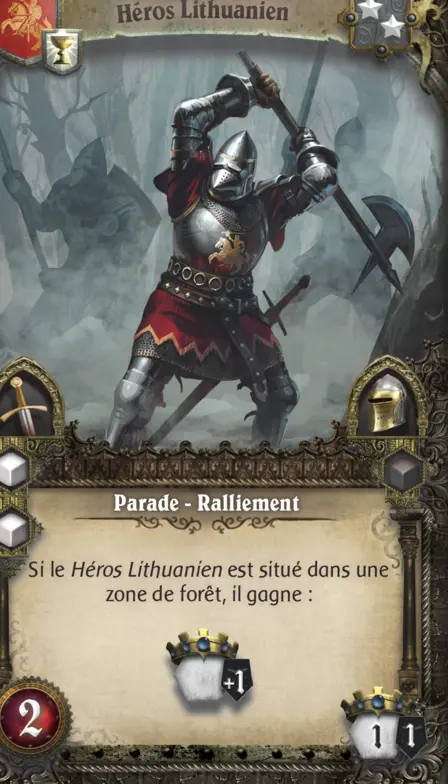 Héros Lithuanien
Parade - Ralliement
Si le Héros Lithuanien est situé dans une
zone de forêt, il gagne :
+1
2
1 1